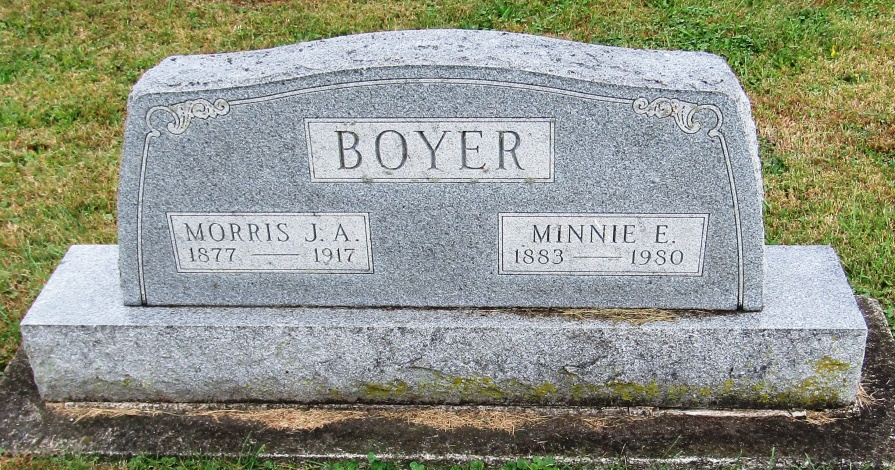 BOYER
MORRIS J. A.
1877 — 1917
MINNIE E.
1883 — 1980